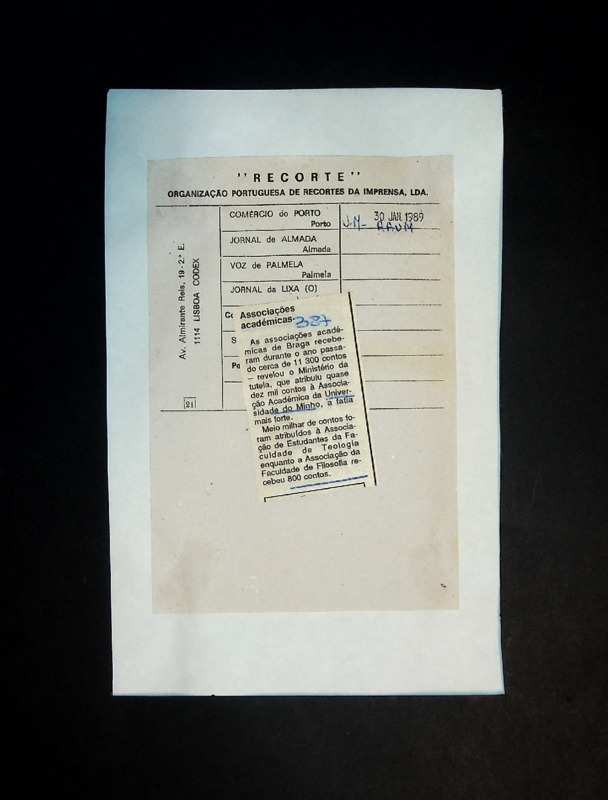 "RECORTE"
ORGANIZAÇÃO PORTUGUESA DE RECORTES DA IMPRENSA, LDA.
Av. Almirante Reis, 19-2.º E.
1114 LISBOA CODEX
21
COMÉRCIO do PORTO
Porto
JORNAL de ALMADA
Almada
VOZ de PALMELA
Palmela
JORNAL da LIXA (O)
30 JAN. 1989
J.M- AAUM
Associações
académicas
387
As associações acadé-
micas de Braga recebe-
ram durante o ano passa-
do cerca de 11 300 contos
— revelou o Ministério da
tutela, que atribuiu quase
dez mil contos à Associa-
ção Académica da Univer-
sidade do Minho, a fatia
mais forte.
Meio milhar de contos fo-
ram atribuídos à Associa-
ção de Estudantes da Fa-
culdade de Teologia
enquanto a Associação da
Faculdade de Filosofia re-
cebeu 800 contos.